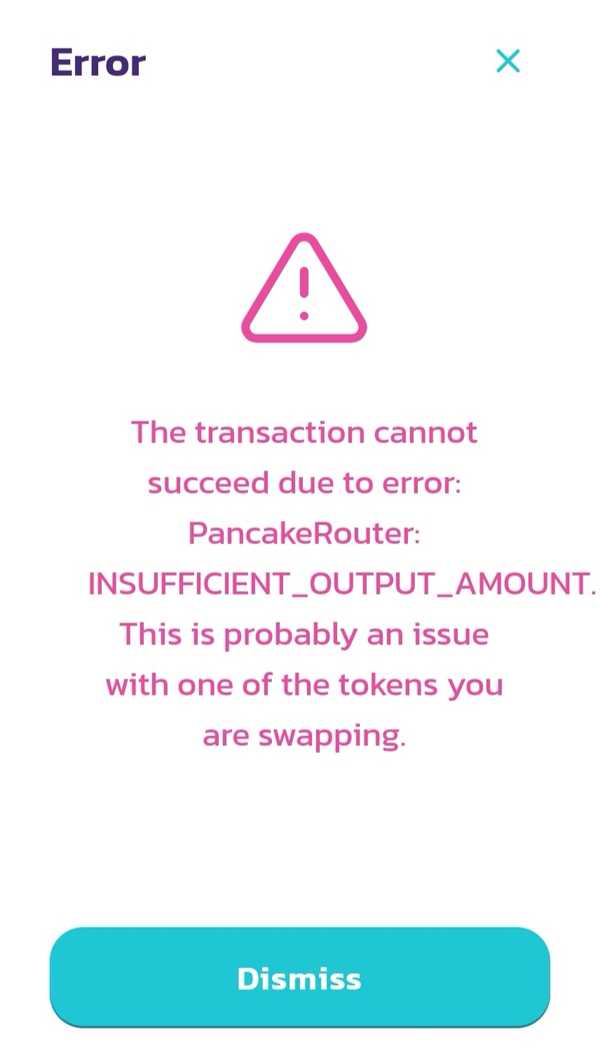 Error
The transaction cannot
succeed due to error:
PancakeRouter:
INSUFFICIENT_OUTPUT_AMOUNT.
This is probably an issue
with one of the tokens you
are swapping.
Dismiss